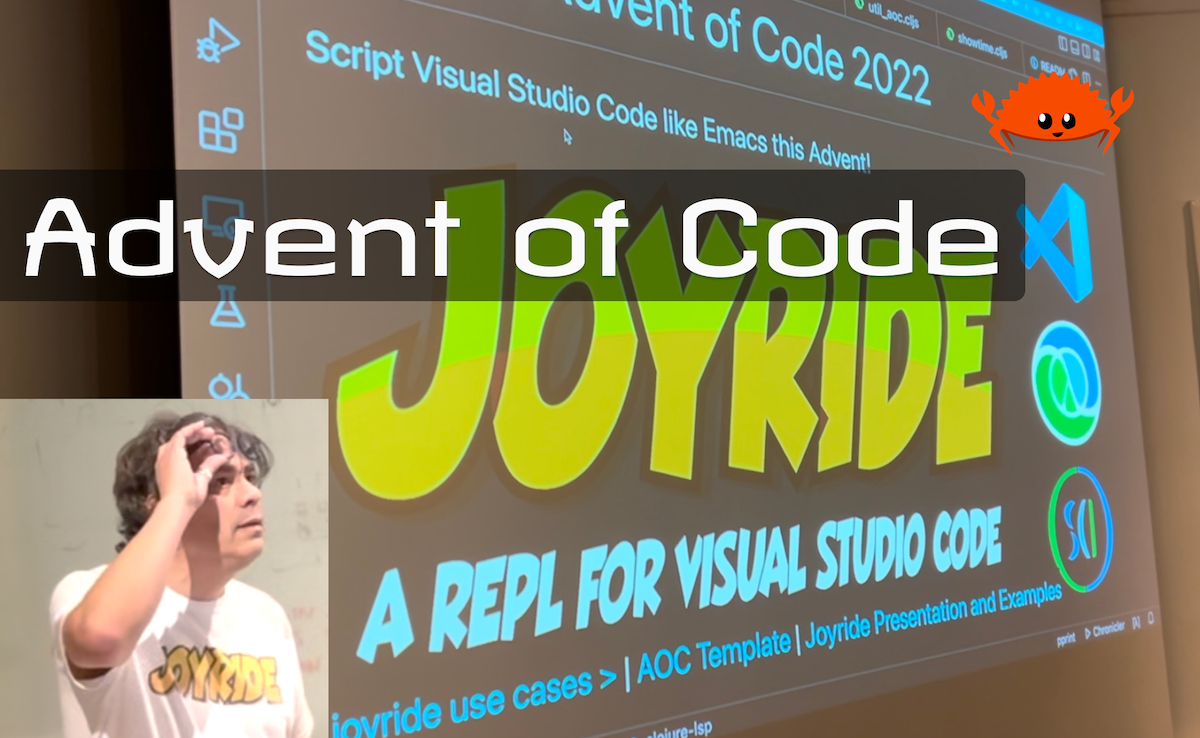 util_aoc.cljs
showtime.cljs
Advent of Code 2022
READM
Script Visual Studio Code like Emacs this Advent!
Advent of Code
JOYRIDE
A REPL FOR VISUAL STUDIO CODE
SCI
joyride use cases > | AOC Template | Joyride Presentation and Examples
pprint Chronicler [λ]
clojure-lsp
JOYRIDE